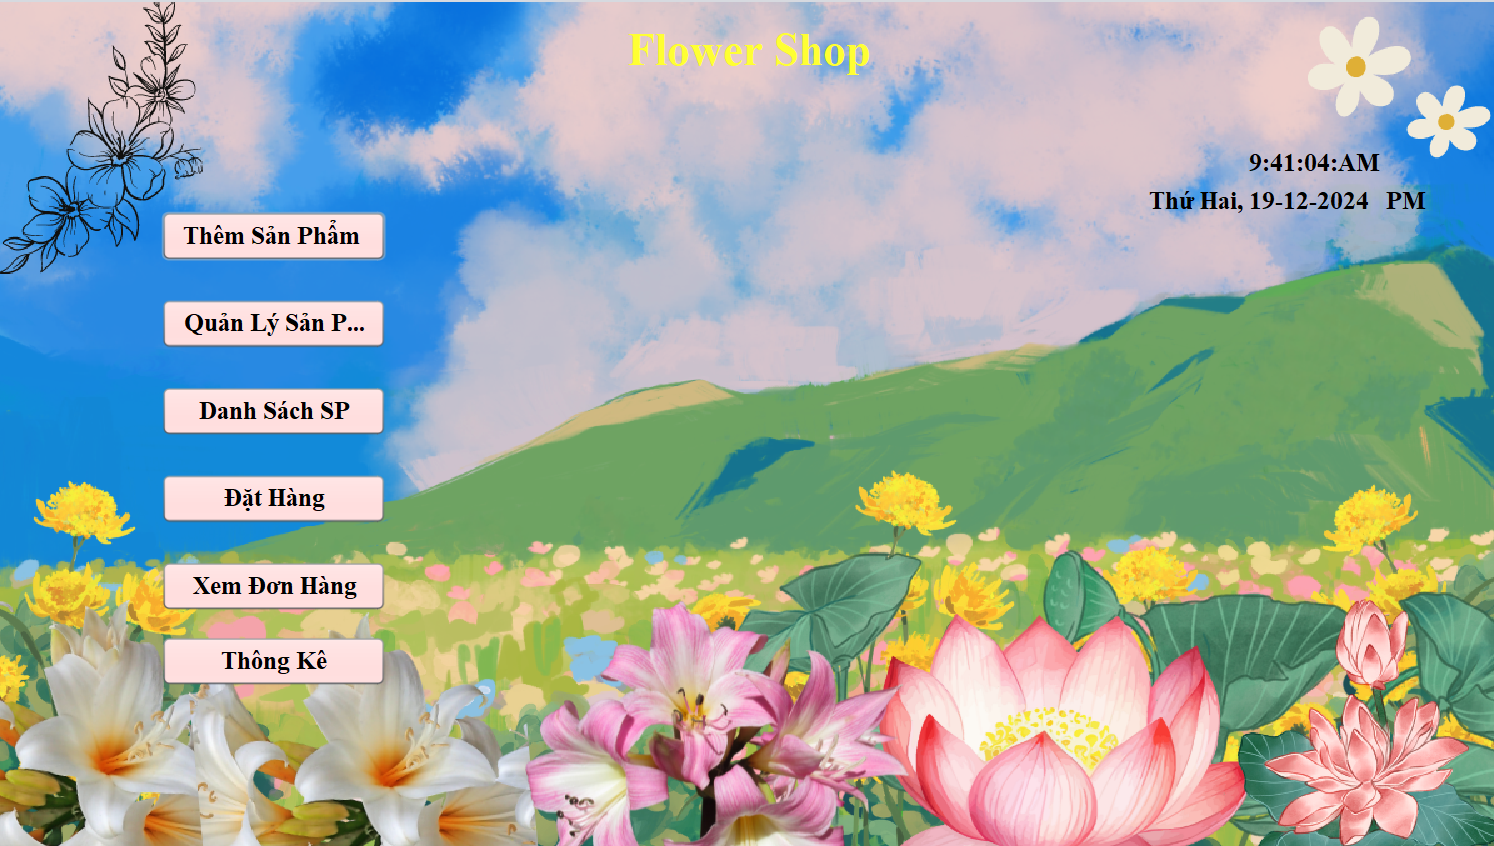 Flower Shop
9:41:04:AM
Thứ Hai, 19-12-2024 PM
Thêm Sản Phẩm
Quản Lý Sản P...
Danh Sách SP
Đặt Hàng
Xem Đơn Hàng
Thông Kê